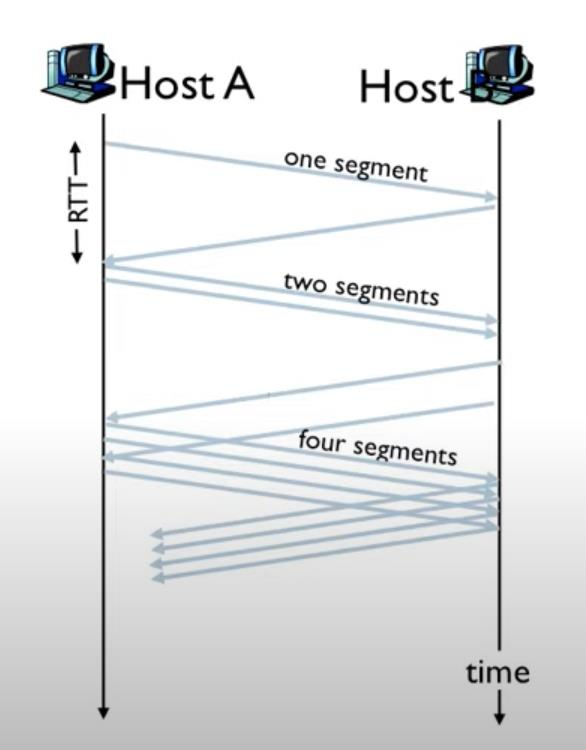 Host A
Host B
one segment
RTT
two segments
four segments
time